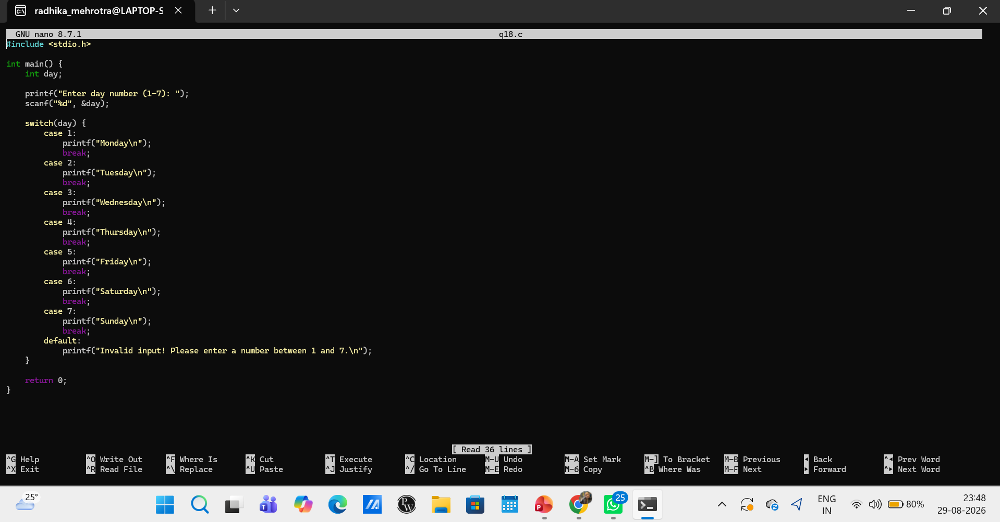 radhika_mehrotra@LAPTOP-S
GNU nano 8.7.1 q18.c
#include <stdio.h>

int main() {
    int day;

    printf("Enter day number (1-7): ");
    scanf("%d", &day);

    switch(day) {
        case 1:
            printf("Monday\n");
            break;
        case 2:
            printf("Tuesday\n");
            break;
        case 3:
            printf("Wednesday\n");
            break;
        case 4:
            printf("Thursday\n");
            break;
        case 5:
            printf("Friday\n");
            break;
        case 6:
            printf("Saturday\n");
            break;
        case 7:
            printf("Sunday\n");
            break;
        default:
            printf("Invalid input! Please enter a number between 1 and 7.\n");
    }

    return 0;
}
[ Read 36 lines ]
^G Help ^O Write Out ^F Where Is ^K Cut ^T Execute ^C Location M-U Undo M-A Set Mark M-] To Bracket M-B Previous ◂ Back ^◂ Prev Word
^X Exit ^R Read File ^\ Replace ^U Paste ^J Justify ^/ Go To Line M-E Redo M-6 Copy ^B Where Was M-F Next ▸ Forward ^▸ Next Word
25° 25 ENG 23:48
IN 80% 29-08-2026